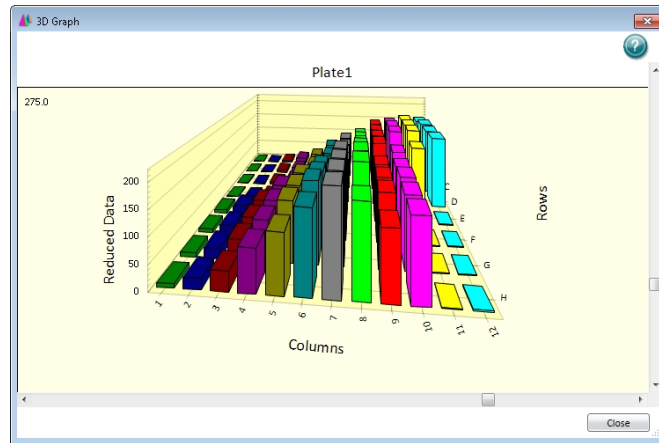 3D Graph
?
Plate1
275.0
200
150
100
50
0
Reduced Data
1 2 3 4 5 6 7 8 9 10 11 12
Columns
C
D
E
F
G
H
Rows
Close